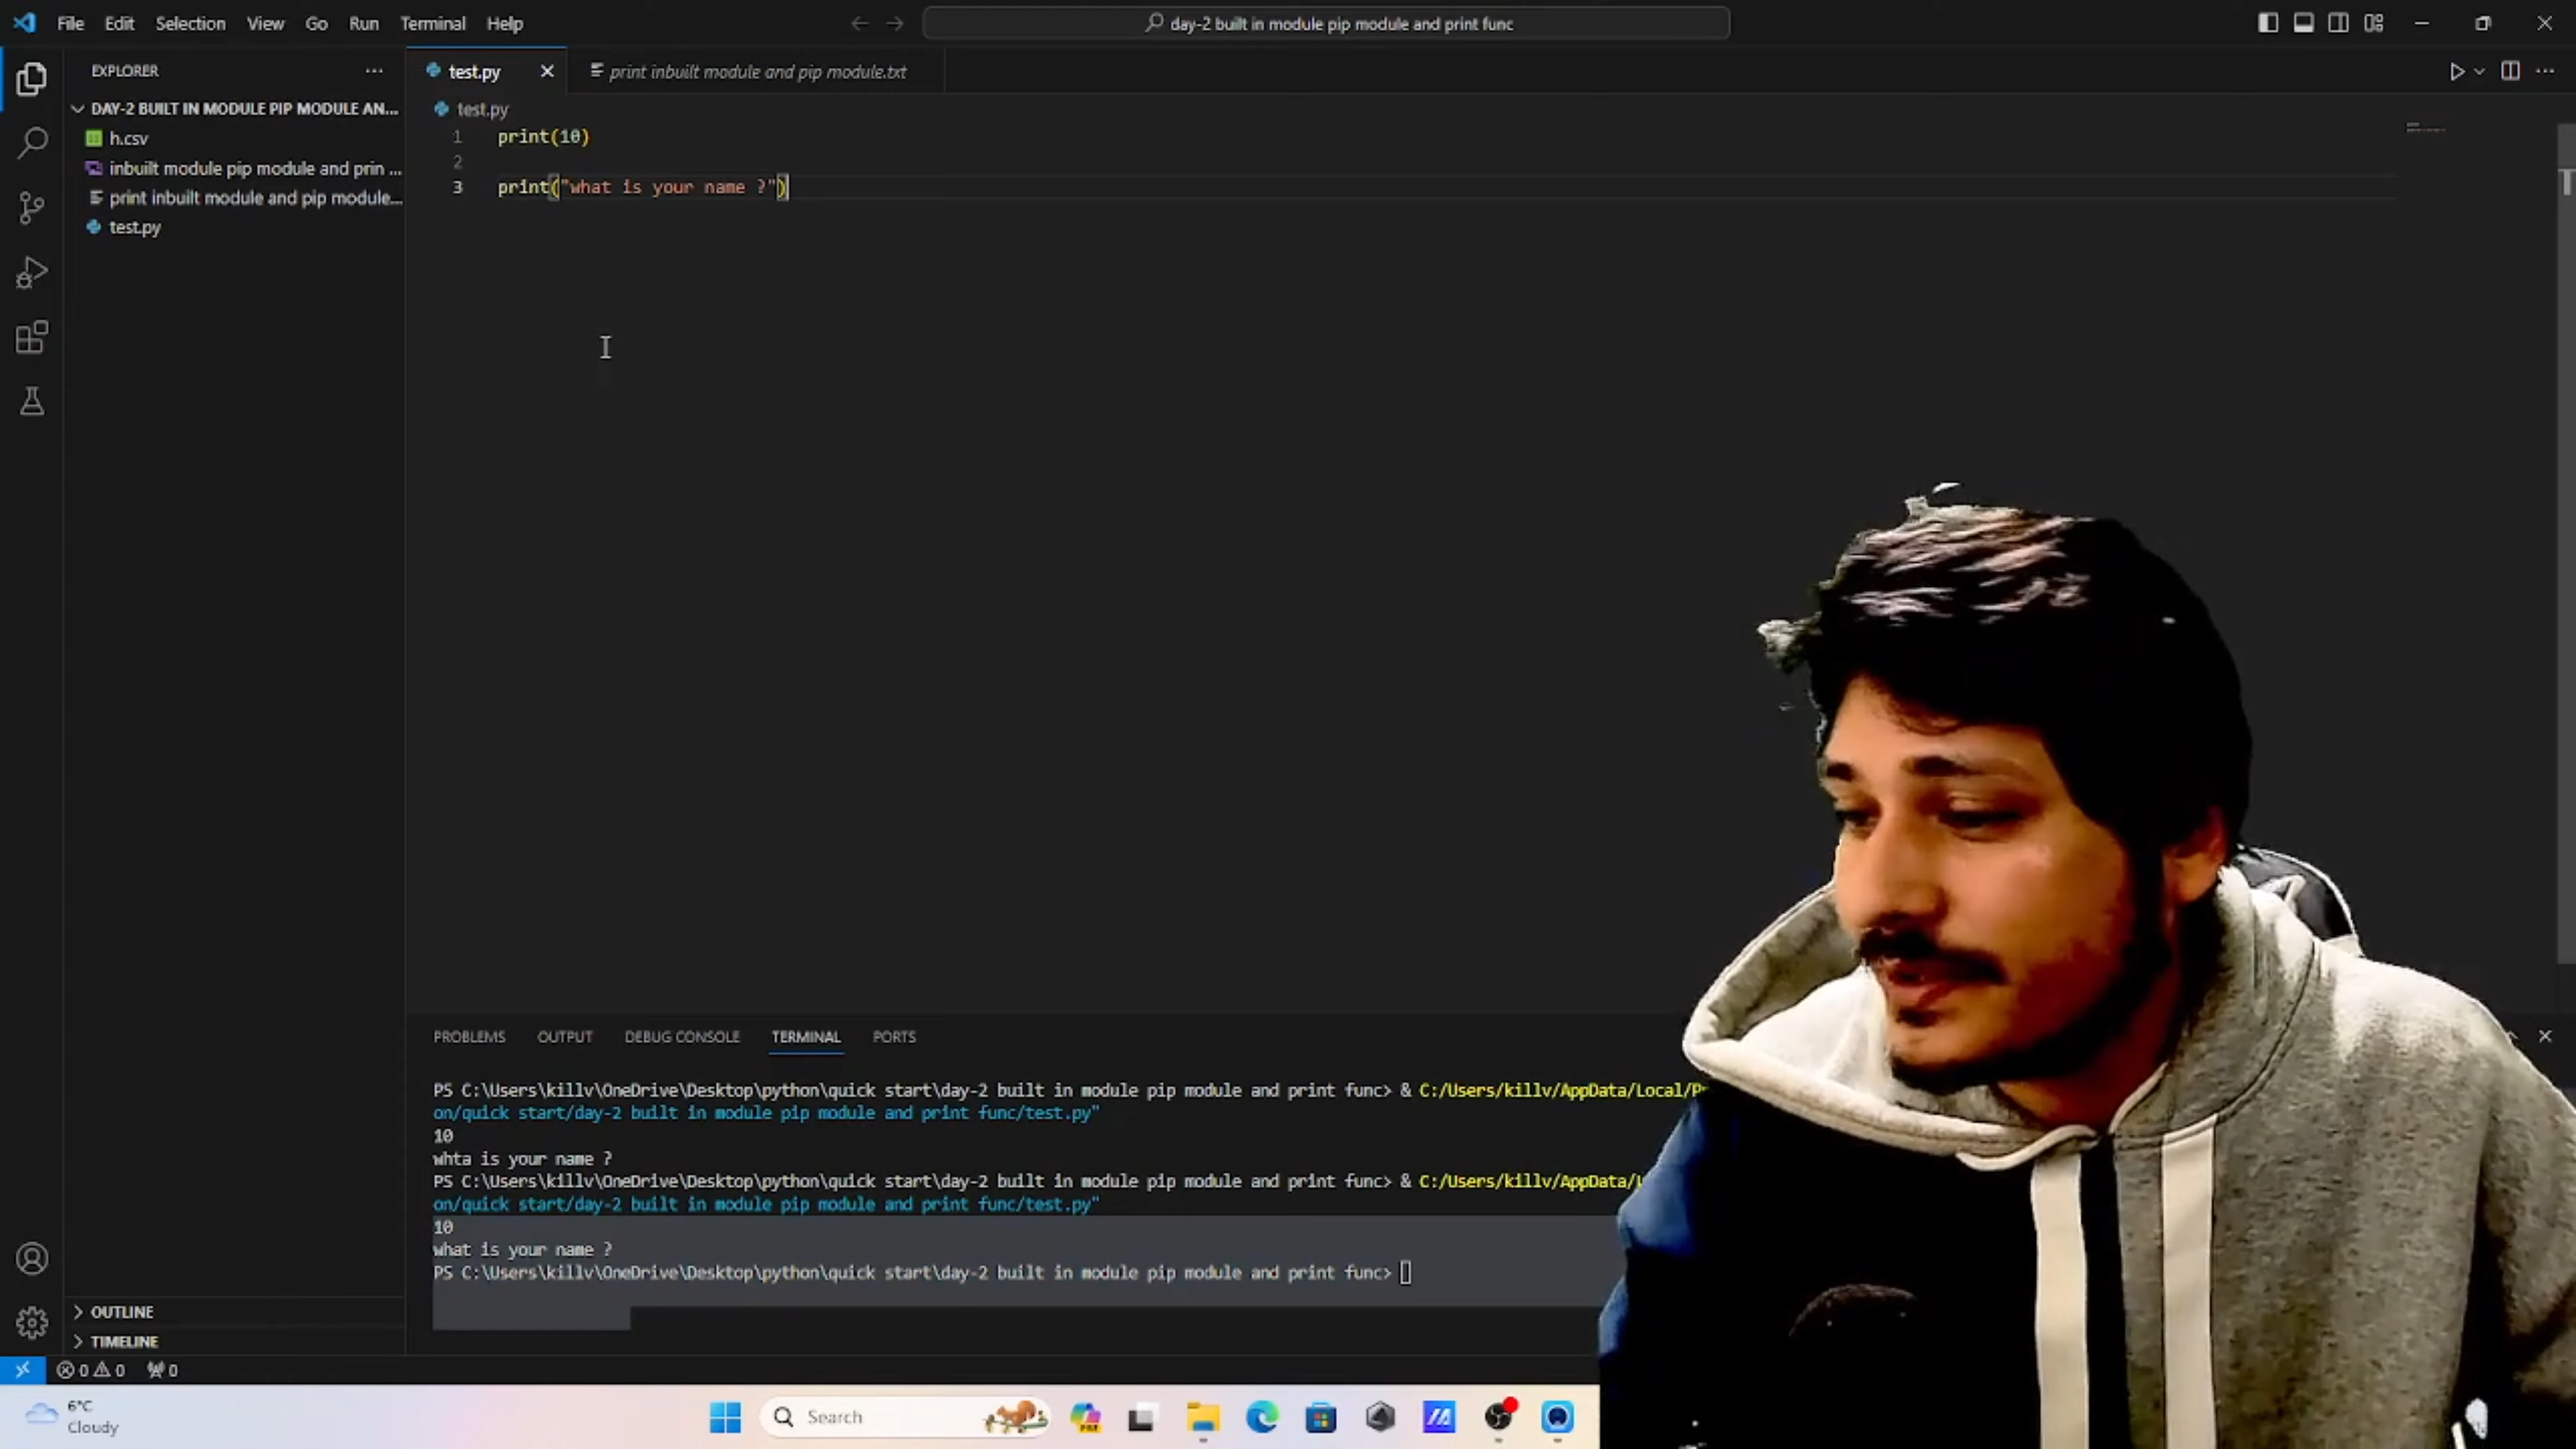 File Edit Selection View Go Run Terminal Help
day-2 built in module pip module and print func
EXPLORER
DAY-2 BUILT IN MODULE PIP MODULE AN...
h.csv
inbuilt module pip module and prin ...
print inbuilt module and pip module...
test.py
OUTLINE
TIMELINE
test.py
print inbuilt module and pip module.txt
test.py
1 print(10)
2
3 print("what is your name ?")
PROBLEMS OUTPUT DEBUG CONSOLE TERMINAL PORTS
PS C:\Users\killv\OneDrive\Desktop\python\quick start\day-2 built in module pip module and print func> & C:/Users/killv/AppData/Local/P
on/quick start/day-2 built in module pip module and print func/test.py"
10
whta is your name ?
PS C:\Users\killv\OneDrive\Desktop\python\quick start\day-2 built in module pip module and print func> & C:/Users/killv/AppData/
on/quick start/day-2 built in module pip module and print func/test.py"
10
what is your name ?
PS C:\Users\killv\OneDrive\Desktop\python\quick start\day-2 built in module pip module and print func>
0 0 0
6°C
Cloudy
Search